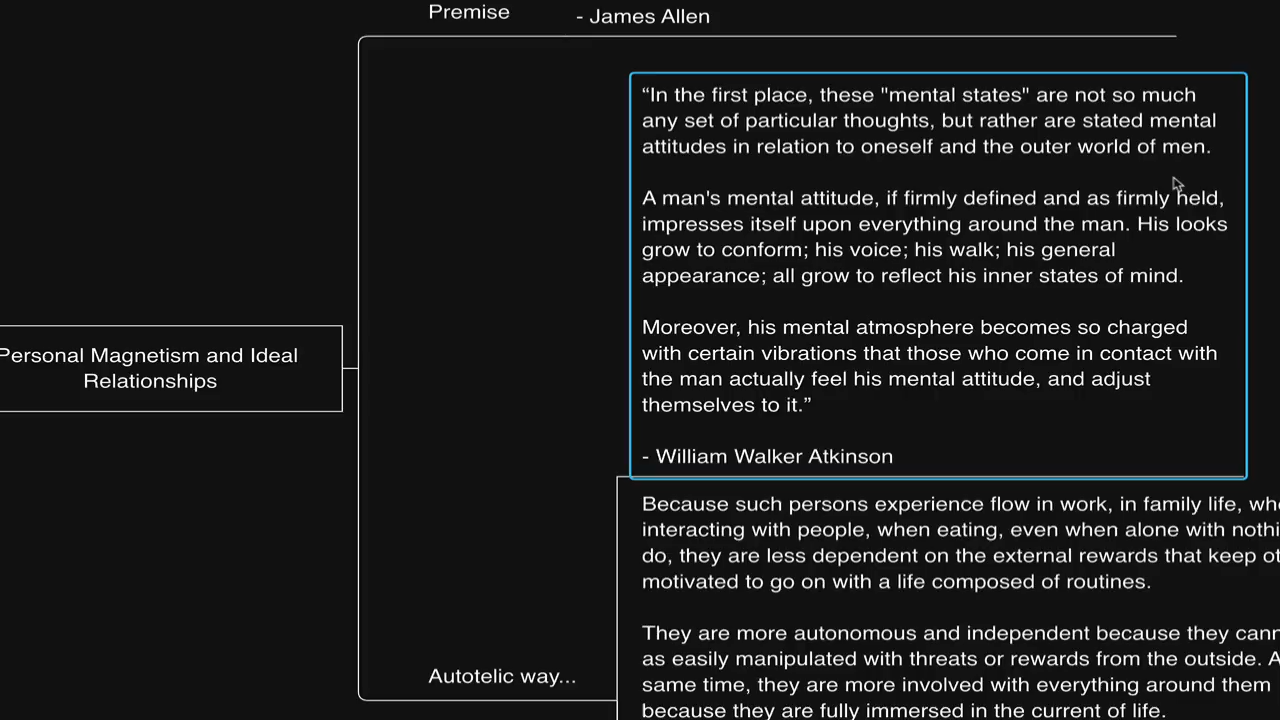 Premise
- James Allen
“In the first place, these "mental states" are not so much
any set of particular thoughts, but rather are stated mental
attitudes in relation to oneself and the outer world of men.
A man's mental attitude, if firmly defined and as firmly held,
impresses itself upon everything around the man. His looks
grow to conform; his voice; his walk; his general
appearance; all grow to reflect his inner states of mind.
Moreover, his mental atmosphere becomes so charged
with certain vibrations that those who come in contact with
the man actually feel his mental attitude, and adjust
themselves to it.”
- William Walker Atkinson
Personal Magnetism and Ideal
Relationships
Because such persons experience flow in work, in family life,
interacting with people, when eating, even when alone with
do, they are less dependent on the external rewards that keep
motivated to go on with a life composed of routines.
They are more autonomous and independent because they
as easily manipulated with threats or rewards from the outside.
same time, they are more involved with everything around them
because they are fully immersed in the current of life.
Autotelic way...